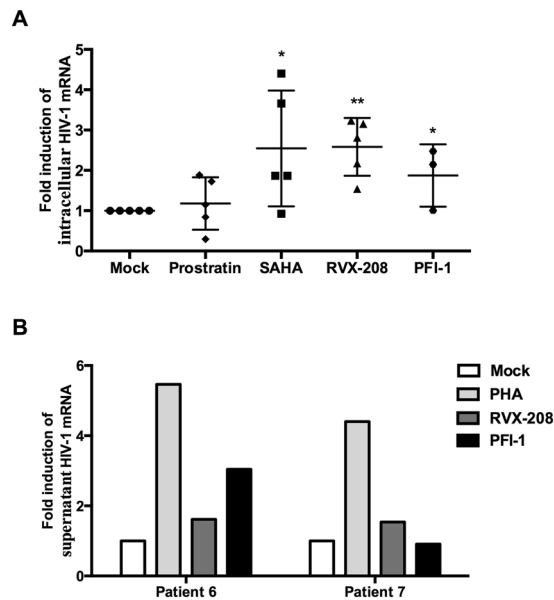 A
Fold induction of
intracellular HIV-1 mRNA
5
4
3
2
1
0
*
**
*
Mock Prostratin SAHA RVX-208 PFI-1
B
Fold induction of
supernatant HIV-1 mRNA
6
4
2
0
Mock
PHA
RVX-208
PFI-1
Patient 6 Patient 7